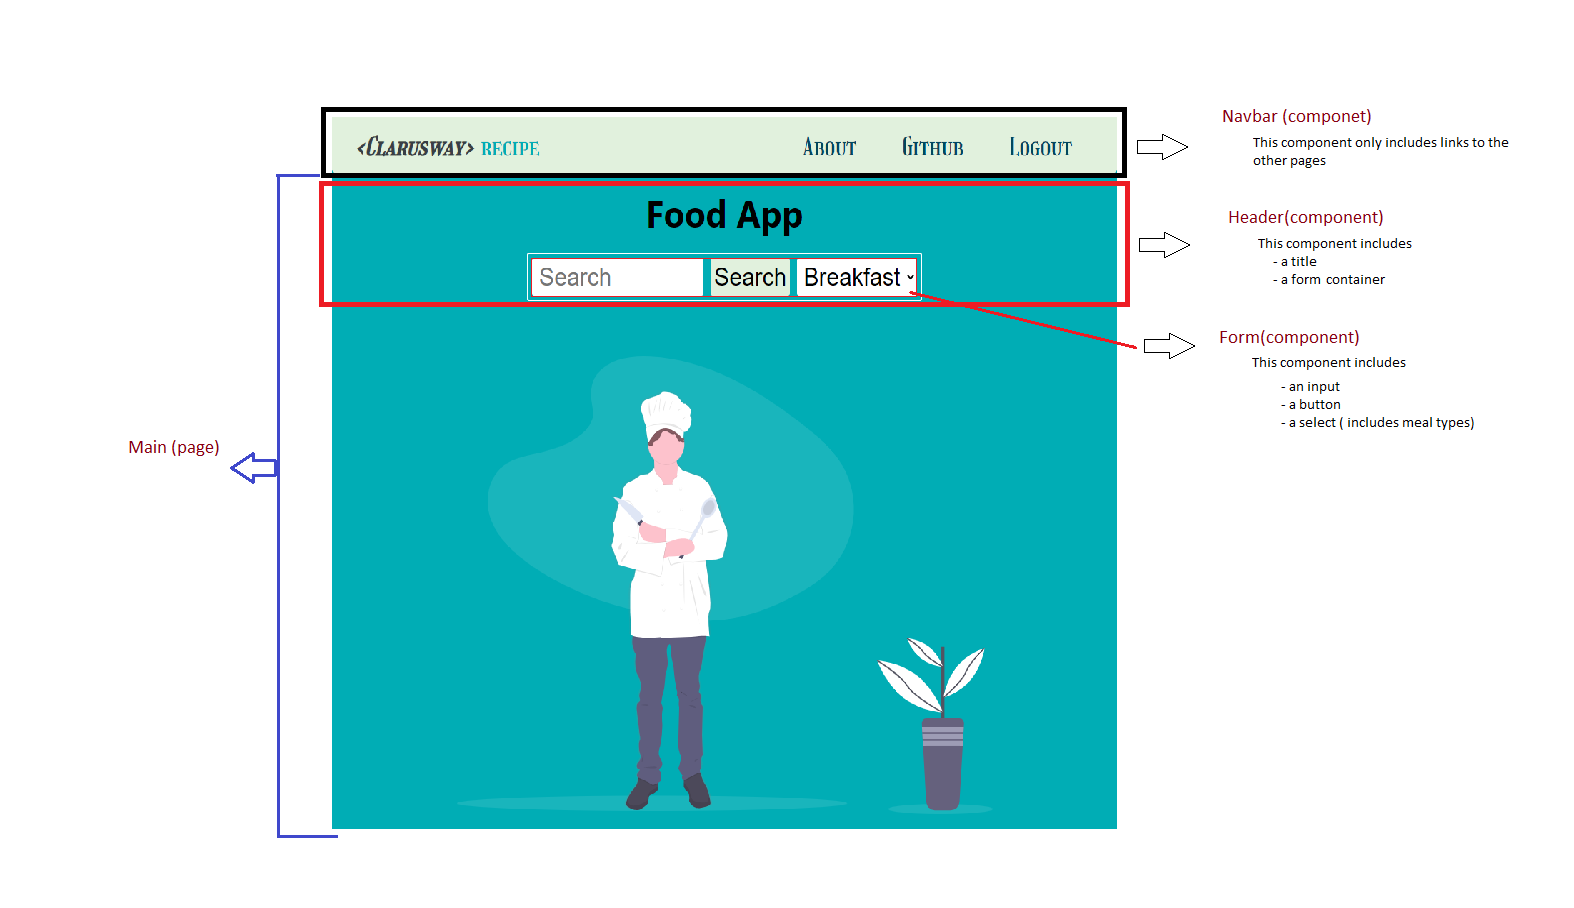 <Clarusway> RECIPE
About Github Logout
Food App
Search Search Breakfast
Main (page)
Navbar (componet)
This component only includes links to the
other pages
Header(component)
This component includes
- a title
- a form container
Form(component)
This component includes
- an input
- a button
- a select ( includes meal types)